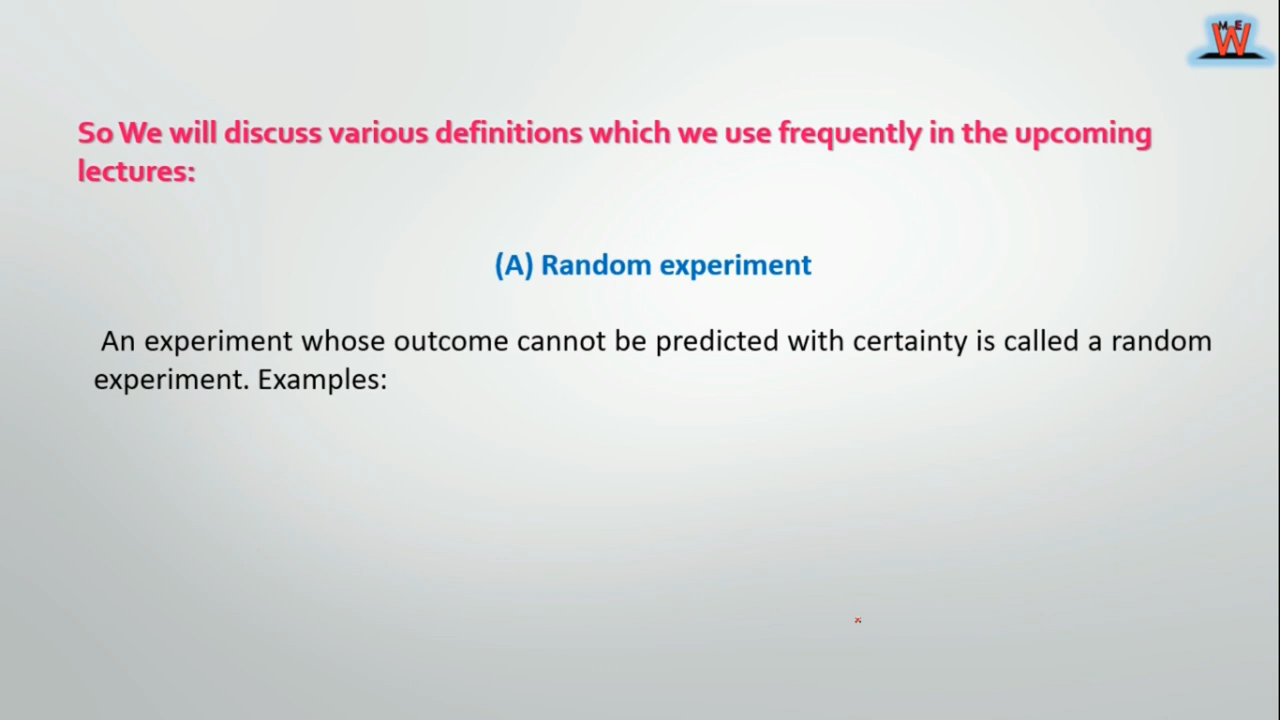 M E
W
So We will discuss various definitions which we use frequently in the upcoming
lectures:
(A) Random experiment
An experiment whose outcome cannot be predicted with certainty is called a random
experiment. Examples: